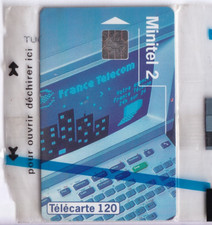 pour ouvrir déchirer ici
Minitel 2
France Telecom
Télécarte 120